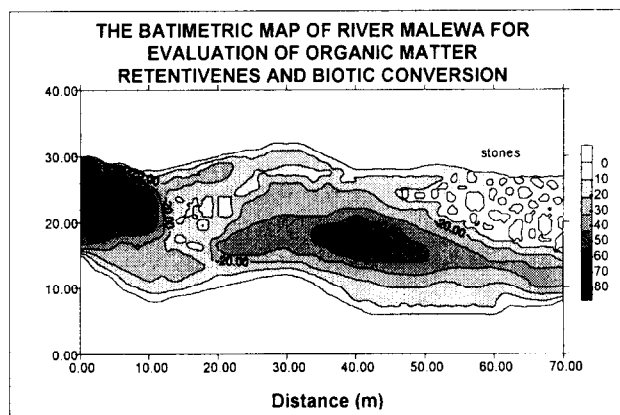 THE BATIMETRIC MAP OF RIVER MALEWA FOR
EVALUATION OF ORGANIC MATTER
RETENTIVENES AND BIOTIC CONVERSION
40.00
30.00
20.00
10.00
0.00
stones
-20.00
-20.00
0
10
20
30
40
50
60
70
80
0.00 10.00 20.00 30.00 40.00 50.00 60.00 70.00
Distance (m)